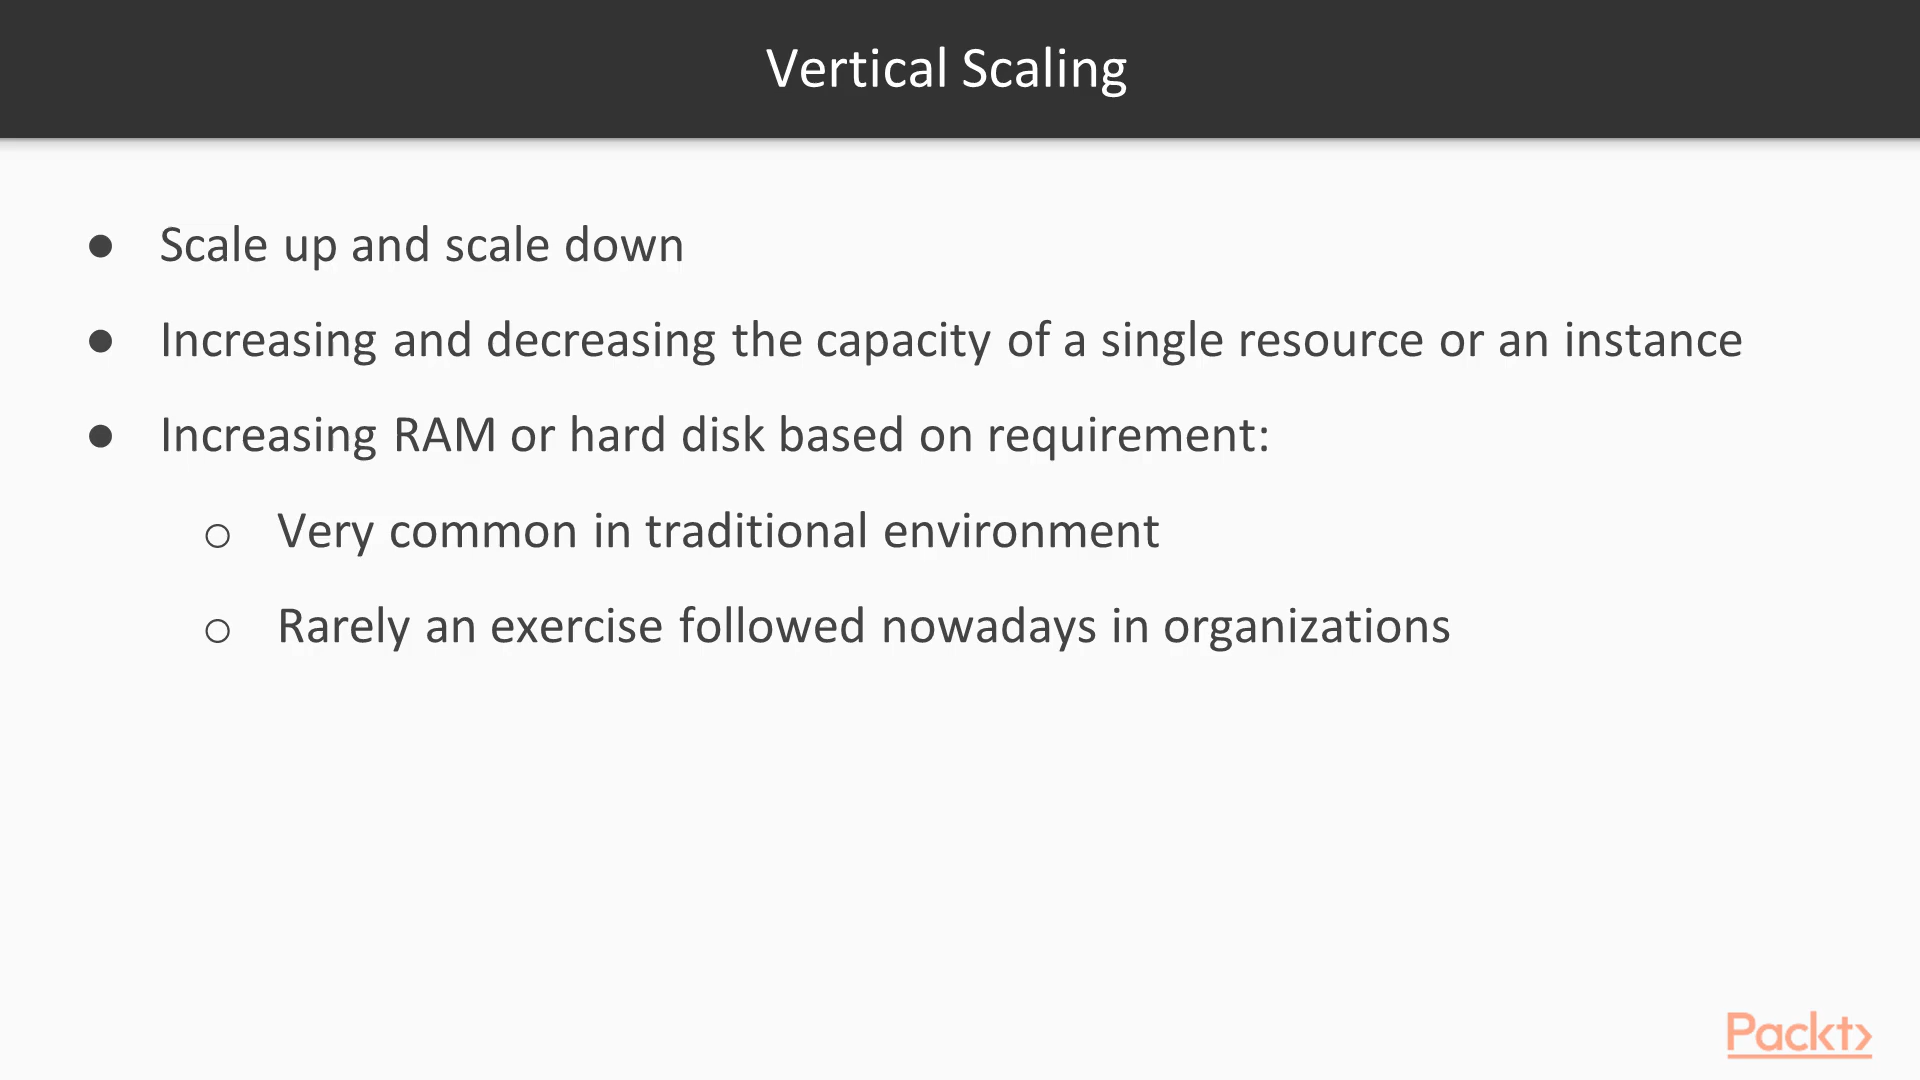 Vertical Scaling
● Scale up and scale down
● Increasing and decreasing the capacity of a single resource or an instance
● Increasing RAM or hard disk based on requirement:
○ Very common in traditional environment
○ Rarely an exercise followed nowadays in organizations
Packt>